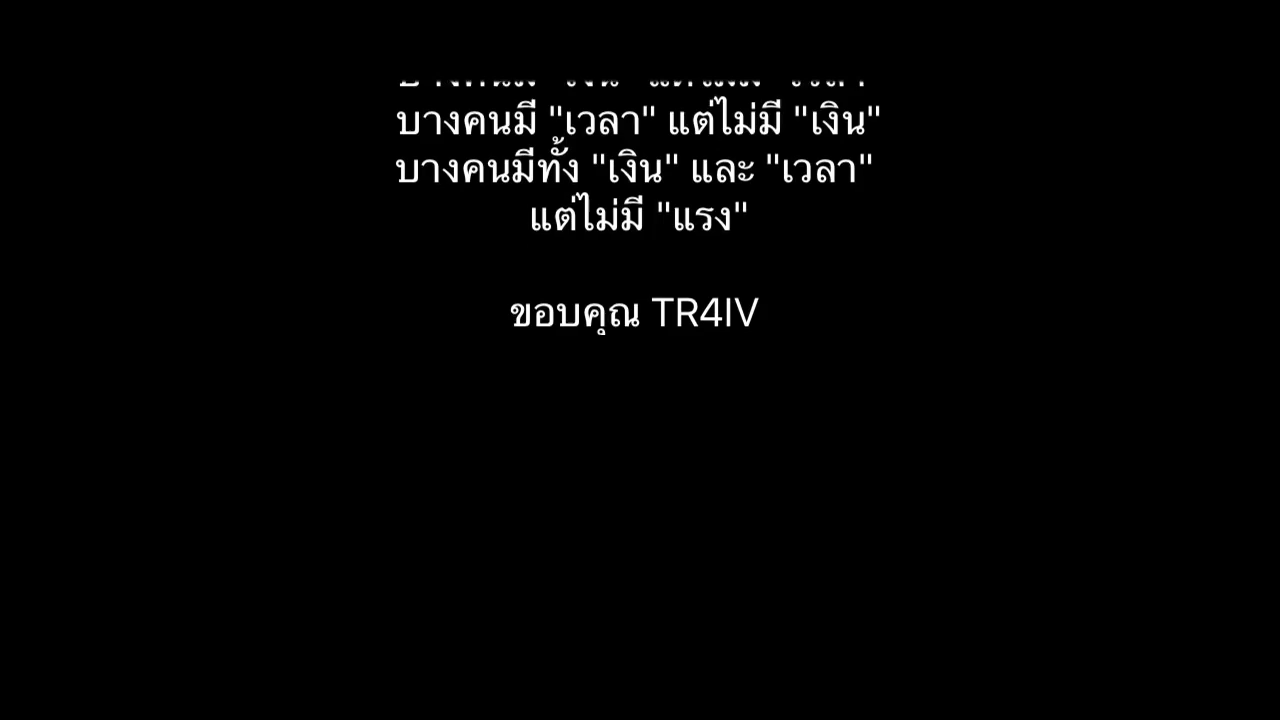 บางคนมี "เวลา" แต่ไม่มี "เงิน"
บางคนมีทั้ง "เงิน" และ "เวลา"
แต่ไม่มี "แรง"
ขอบคุณ TR4IV